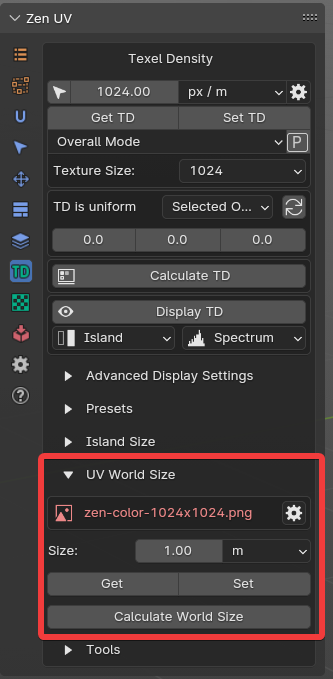 Zen UV
Texel Density
1024.00 px / m
Get TD Set TD
Overall Mode P
Texture Size: 1024
TD is uniform Selected O...
0.0 0.0 0.0
Calculate TD
TD
Display TD
Island Spectrum
Advanced Display Settings
Presets
Island Size
UV World Size
zen-color-1024x1024.png
Size: 1.00 m
Get Set
Calculate World Size
Tools